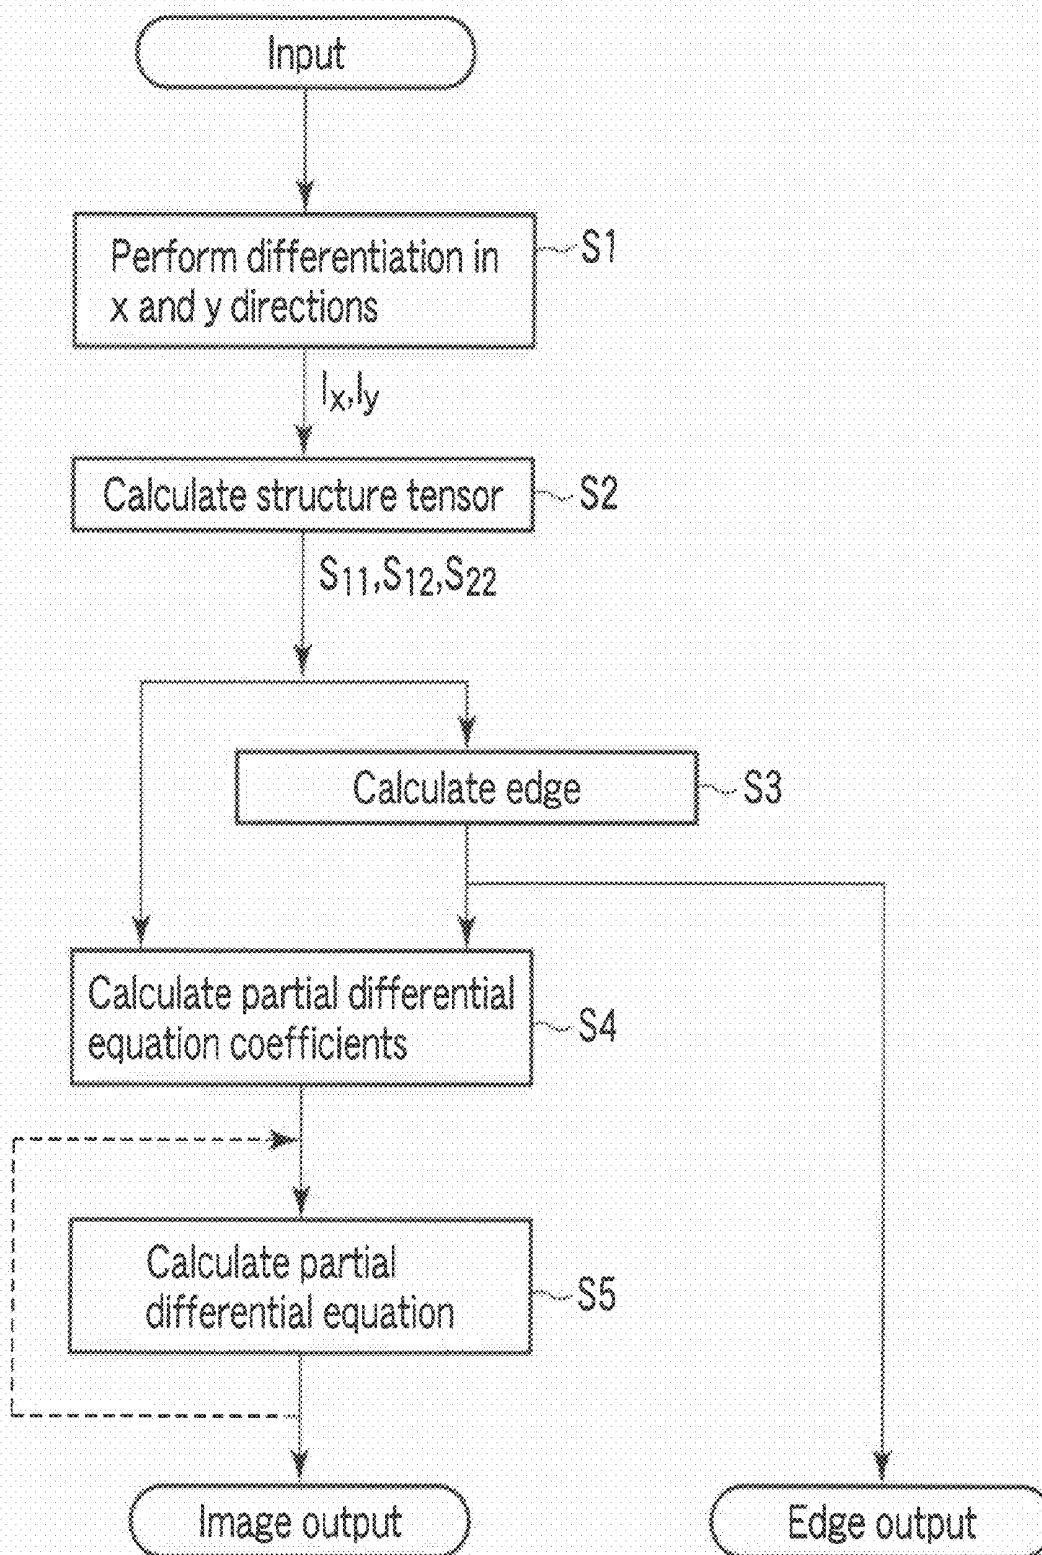 Input
Perform differentiation in
x and y directions
S1
Ix,Iy
Calculate structure tensor
S2
S11,S12,S22
Calculate edge
S3
Calculate partial differential
equation coefficients
S4
Calculate partial
differential equation
S5
Image output
Edge output